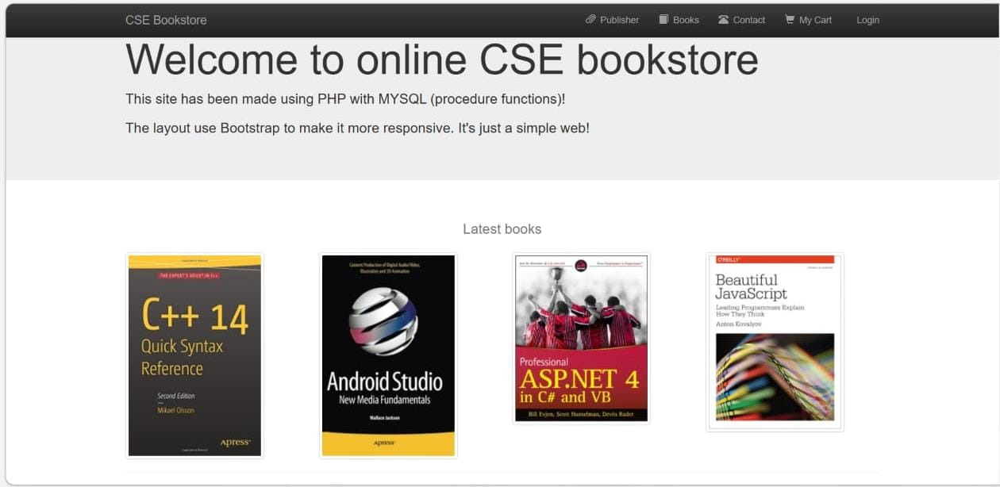 CSE Bookstore
Publisher
Books
Contact
My Cart
Login
Welcome to online CSE bookstore
This site has been made using PHP with MYSQL (procedure functions)!
The layout use Bootstrap to make it more responsive. It's just a simple web!
Latest books
THE EXPERT'S VOICE® IN C++
C++ 14
Quick Syntax
Reference
Second Edition
Mikael Olsson
Apress®
Content Production of Digital Audio/Video,
Illustration and 3D Animation
Android Studio
New Media Fundamentals
Wallace Jackson
Apress®
Professional
ASP.NET 4
in C# and VB
Bill Evjen, Scott Hanselman, Devin Rader
O'REILLY®
Beautiful
JavaScript
Leading Programmers Explain
How They Think
Anton Kovalyov